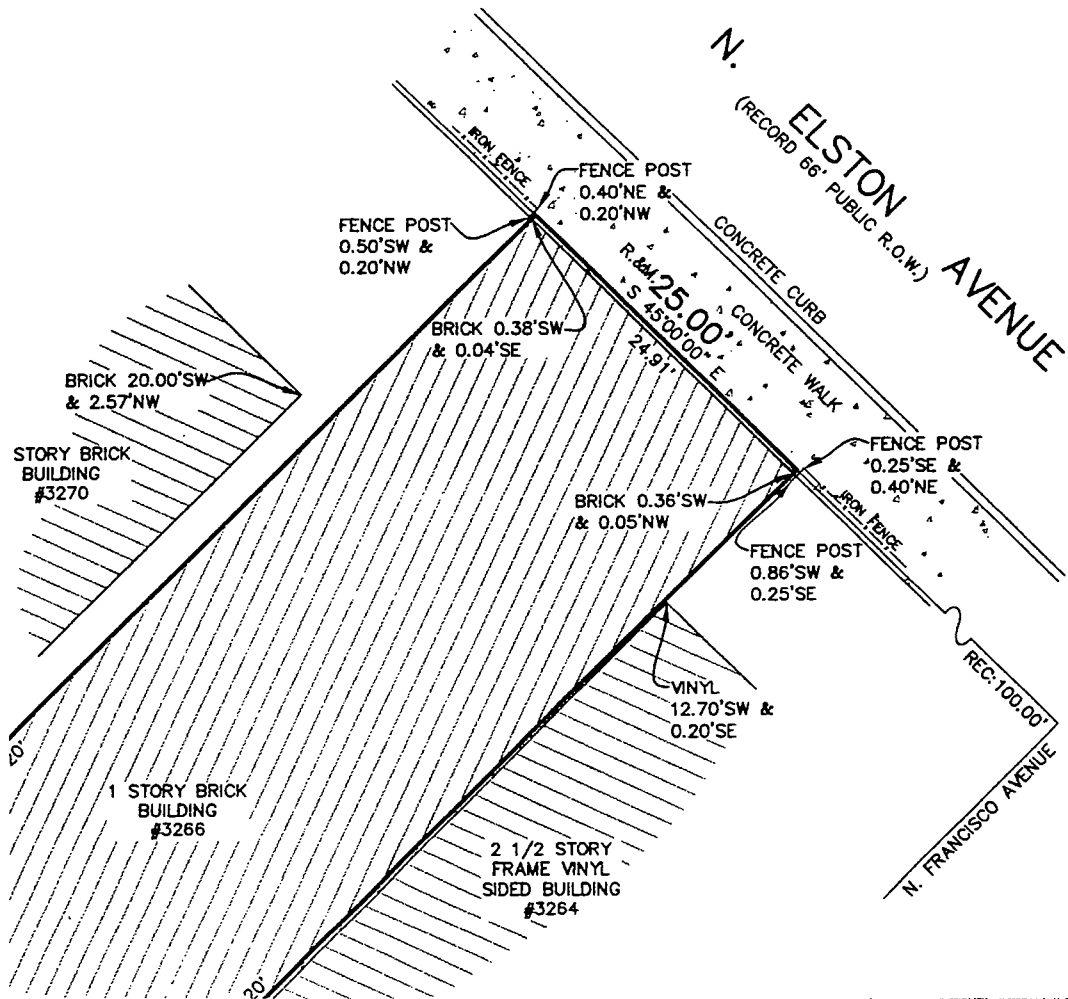 N. ELSTON AVENUE
(RECORD 66' PUBLIC R.O.W.)
CONCRETE CURB
CONCRETE WALK
IRON FENCE
FENCE POST
0.40'NE &
0.20'NW
FENCE POST
0.50'SW &
0.20'NW
R.&M.
25.00'
S 45°00'00" E
24.91'
BRICK 0.38'SW
& 0.04'SE
BRICK 20.00'SW
& 2.57'NW
STORY BRICK
BUILDING
#3270
FENCE POST
0.25'SE &
0.40'NE
BRICK 0.36'SW
& 0.05'NW
IRON FENCE
FENCE POST
0.86'SW &
0.25'SE
VINYL
12.70'SW &
0.20'SE
REC:100.00'
N. FRANCISCO AVENUE
20'
1 STORY BRICK
BUILDING
#3266
2 1/2 STORY
FRAME VINYL
SIDED BUILDING
#3264
20'